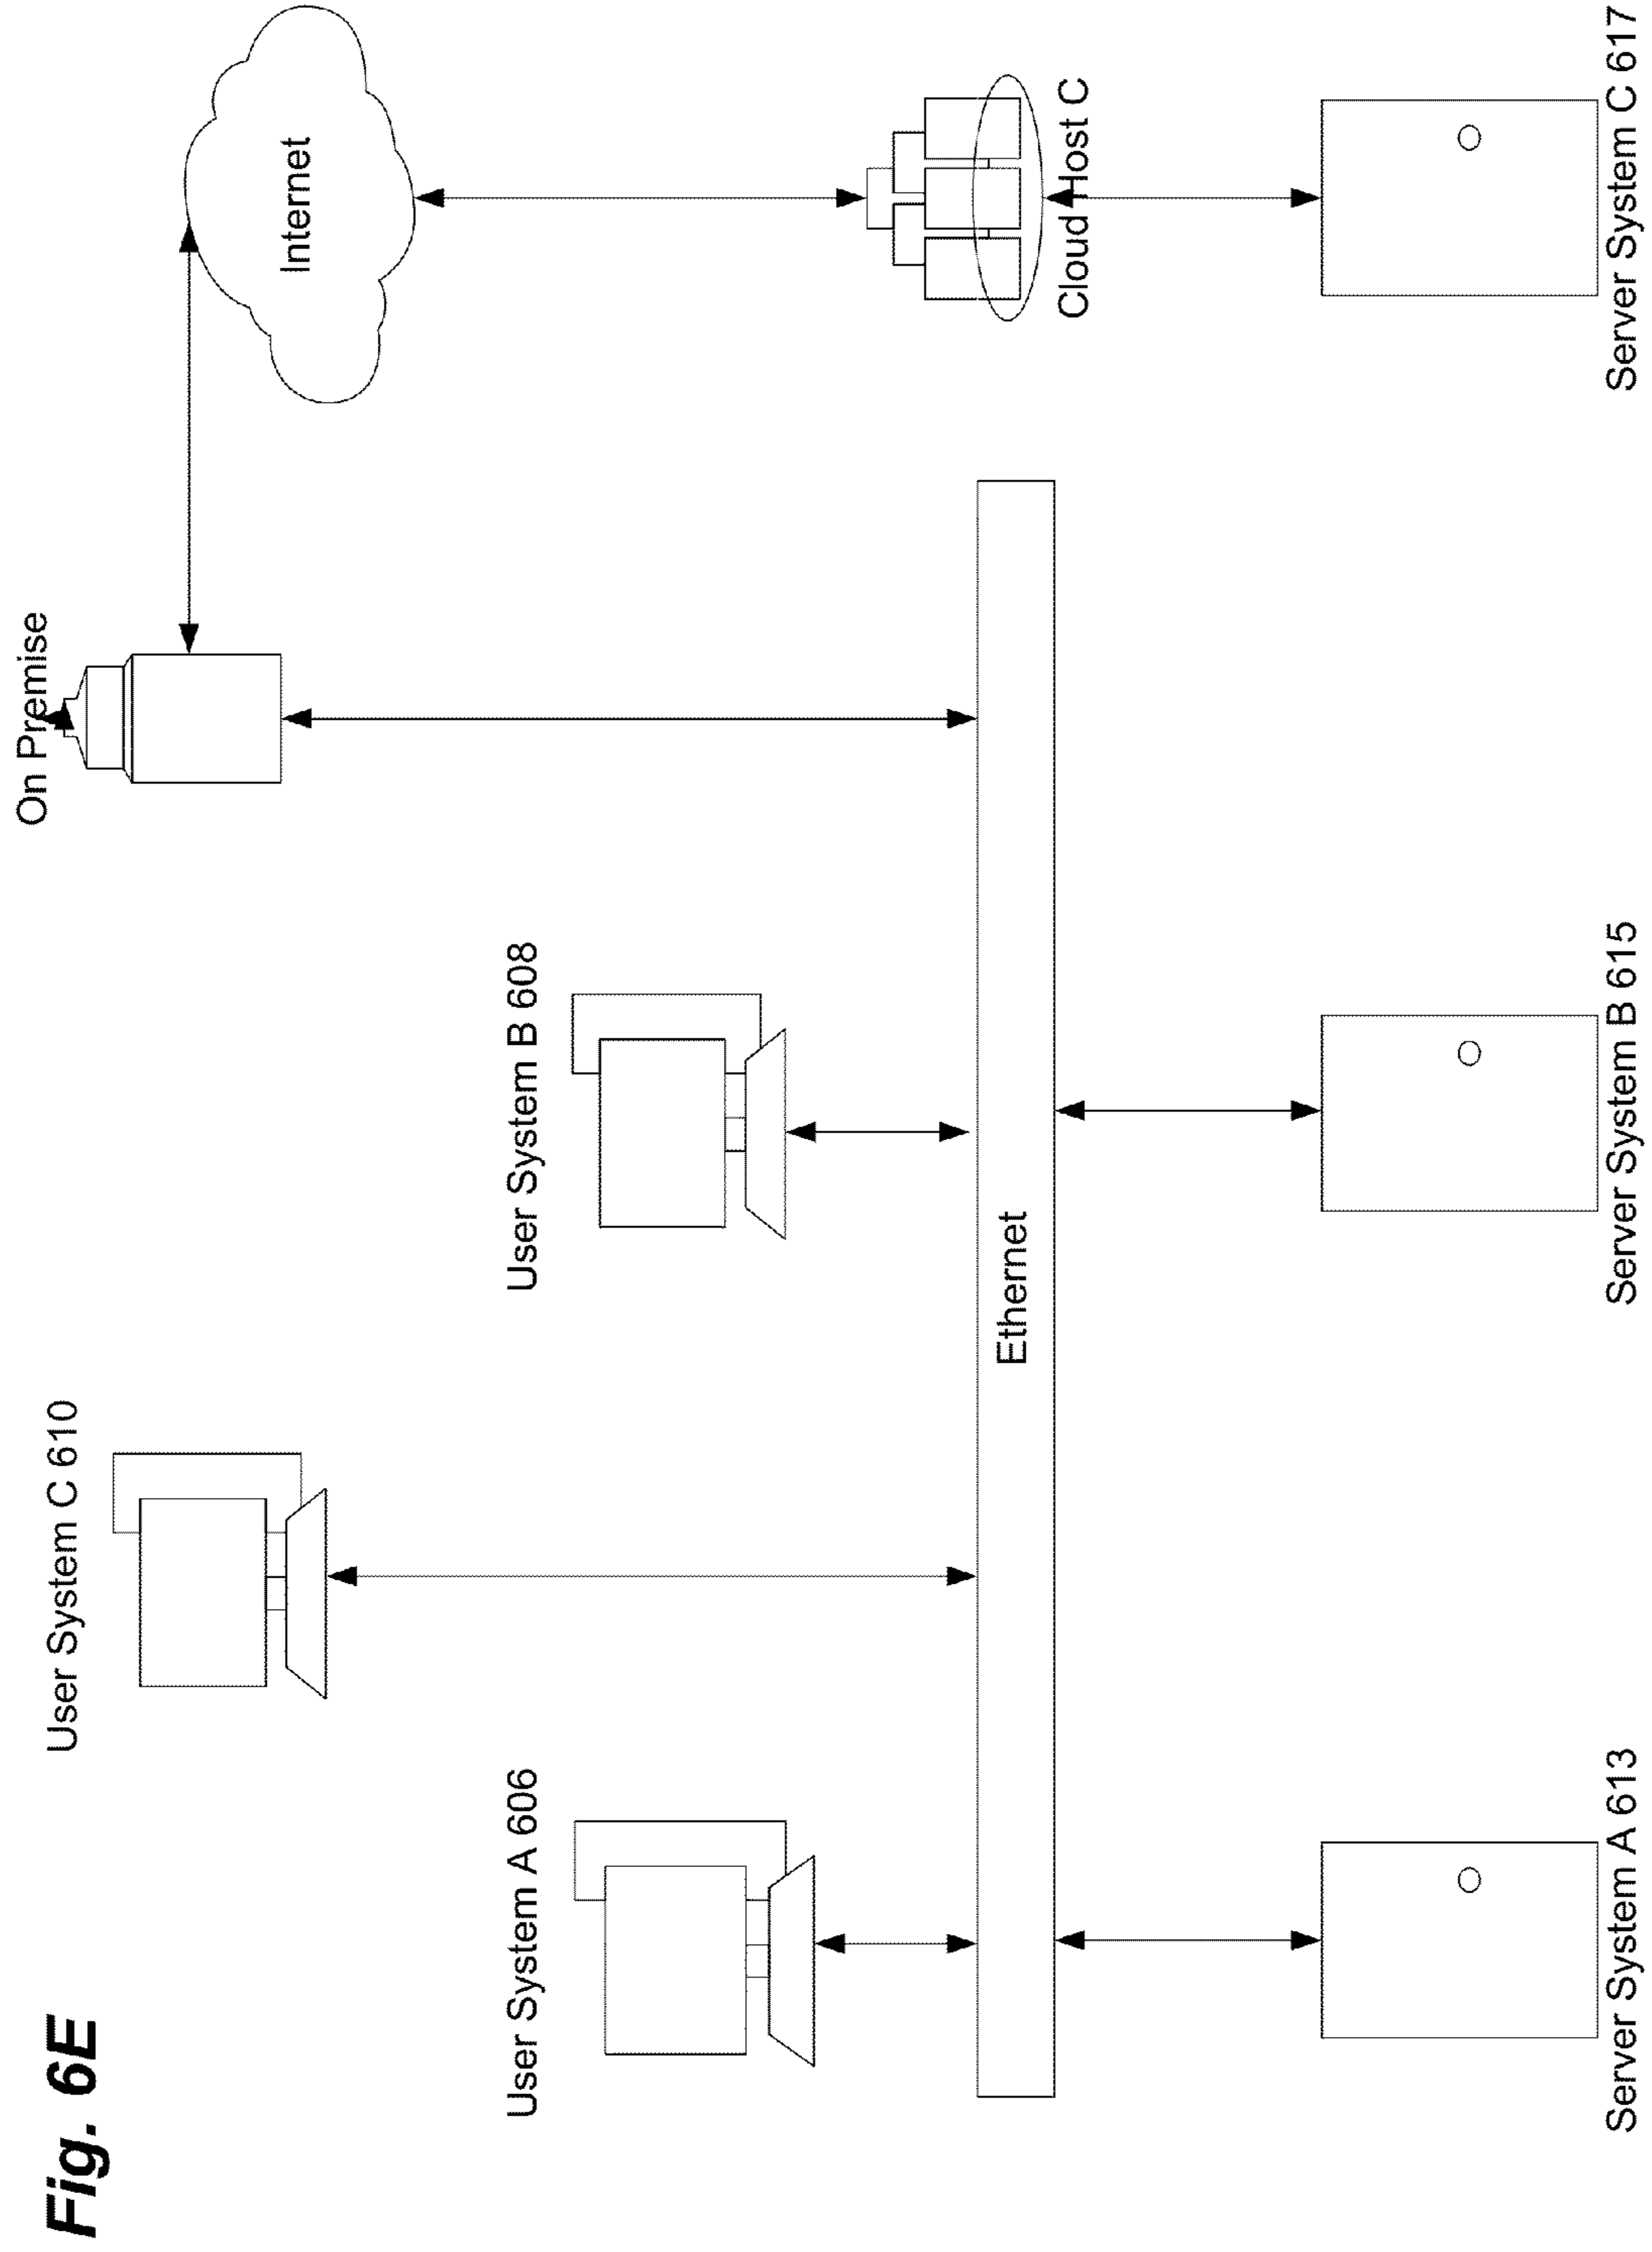 Fig. 6E
User System C 610
On Premise
Internet
User System A 606
User System B 608
Ethernet
Cloud Host C
Server System A 613
Server System B 615
Server System C 617